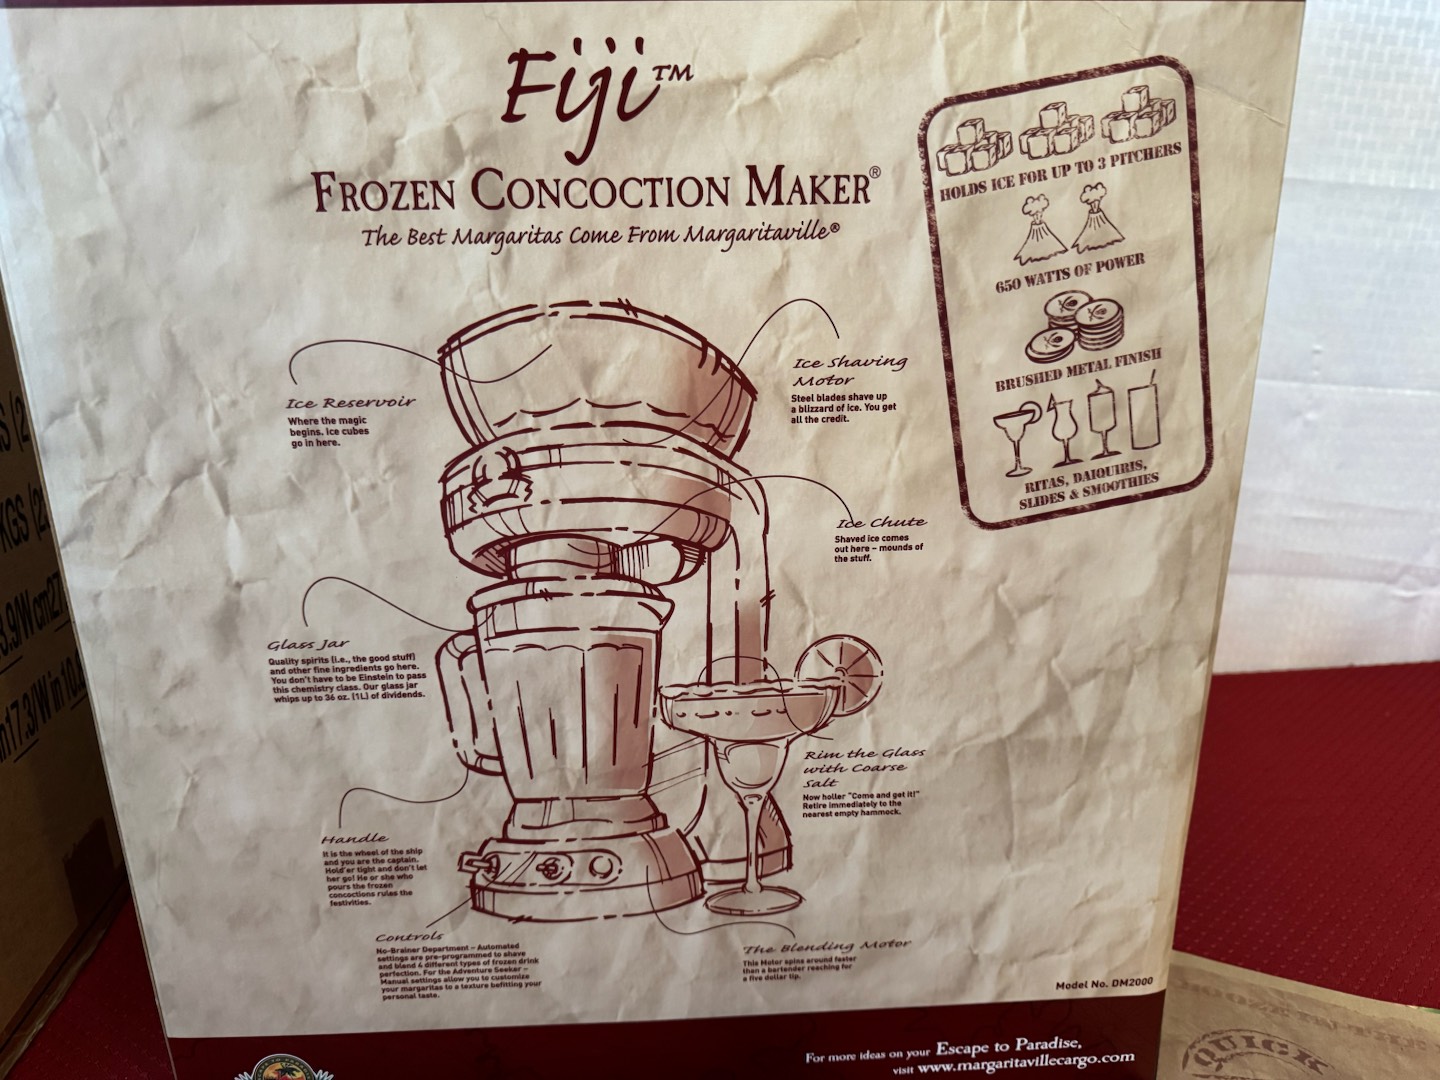 Fiji™
FROZEN CONCOCTION MAKER®
The Best Margaritas Come From Margaritaville®
HOLDS ICE FOR UP TO 3 PITCHERS
650 WATTS OF POWER
BRUSHED METAL FINISH
RITAS, DAIQUIRIS,
SLIDES & SMOOTHIES
Ice Reservoir
Where the magic
begins. Ice cubes
go in here.
Ice Shaving
Motor
Steel blades shave up
a blizzard of ice. You get
all the credit.
Ice Chute
Shaved ice comes
out here – mounds of
the stuff.
Glass Jar
Quality spirits (i.e., the good stuff)
and other fine ingredients go here.
You don't have to be Einstein to pass
this chemistry class. Our glass jar
whips up to 36 oz. (1L) of dividends.
Rim the Glass
with Coarse
Salt
Now holler "Come and get it!"
Retire immediately to the
nearest empty hammock.
Handle
It is the wheel of the ship
and you are the captain.
Hold'er tight and don't let
her go! He or she who
pours the frozen
concoctions rules the
festivities.
Controls
No-Brainer Department – Automated
settings are pre-programmed to shave
and blend 4 different types of frozen drink
perfection. For the Adventure Seeker –
Manual settings allow you to customize
your margaritas to a texture befitting your
personal taste.
The Blending Motor
This Motor spins around faster
than a bartender reaching for
a five dollar tip.
Model No. DM2000
For more ideas on your Escape to Paradise,
visit www.margaritavillecargo.com
QUICK